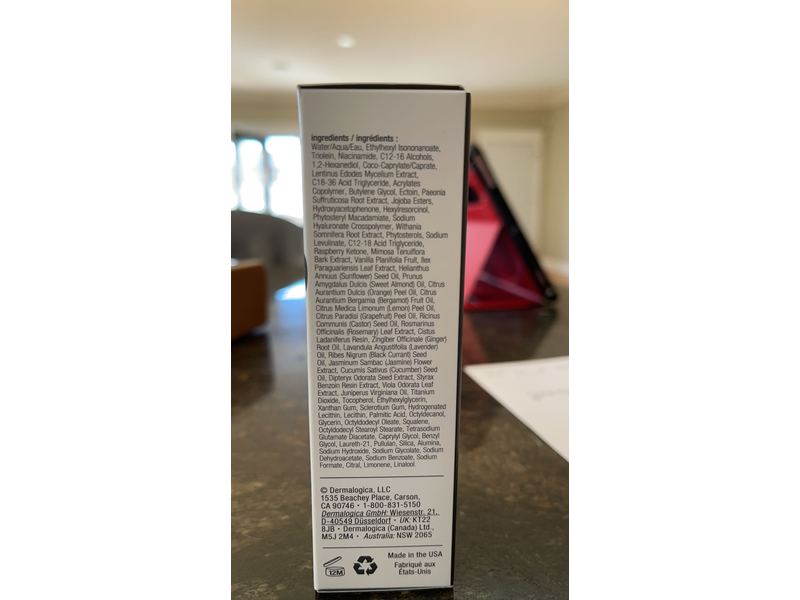 ingredients / ingrédients :
Water/Aqua/Eau, Ethylhexyl Isononanoate,
Triolein, Niacinamide, C12-16 Alcohols,
1,2-Hexanediol, Coco-Caprylate/Caprate,
Lentinus Edodes Mycelium Extract,
C18-36 Acid Triglyceride, Acrylates
Copolymer, Butylene Glycol, Ectoin, Paeonia
Suffruticosa Root Extract, Jojoba Esters,
Hydroxyacetophenone, Hexylresorcinol,
Phytosteryl Macadamiate, Sodium
Hyaluronate Crosspolymer, Withania
Somnifera Root Extract, Phytosterols, Sodium
Levulinate, C12-18 Acid Triglyceride,
Raspberry Ketone, Mimosa Tenuiflora
Bark Extract, Vanilla Planifolia Fruit, Ilex
Paraguariensis Leaf Extract, Helianthus
Annuus (Sunflower) Seed Oil, Prunus
Amygdalus Dulcis (Sweet Almond) Oil, Citrus
Aurantium Dulcis (Orange) Peel Oil, Citrus
Aurantium Bergamia (Bergamot) Fruit Oil,
Citrus Medica Limonum (Lemon) Peel Oil,
Citrus Paradisi (Grapefruit) Peel Oil, Ricinus
Communis (Castor) Seed Oil, Rosmarinus
Officinalis (Rosemary) Leaf Extract, Cistus
Ladaniferus Resin, Zingiber Officinale (Ginger)
Root Oil, Lavandula Angustifolia (Lavender)
Oil, Ribes Nigrum (Black Currant) Seed
Oil, Jasminum Sambac (Jasmine) Flower
Extract, Cucumis Sativus (Cucumber) Seed
Oil, Dipteryx Odorata Seed Extract, Styrax
Benzoin Resin Extract, Viola Odorata Leaf
Extract, Juniperus Virginiana Oil, Titanium
Dioxide, Tocopherol, Ethylhexylglycerin,
Xanthan Gum, Sclerotium Gum, Hydrogenated
Lecithin, Lecithin, Palmitic Acid, Octyldecanol,
Glycerin, Octyldodecyl Oleate, Squalene,
Octyldodecyl Stearoyl Stearate, Tetrasodium
Glutamate Diacetate, Caprylyl Glycol, Benzyl
Glycol, Laureth-21, Pullulan, Silica, Alumina,
Sodium Hydroxide, Sodium Glycolate, Sodium
Dehydroacetate, Sodium Benzoate, Sodium
Formate, Citral, Limonene, Linalool.
© Dermalogica, LLC
1535 Beachey Place, Carson,
CA 90746 • 1-800-831-5150
Dermalogica GmbH: Wiesenstr. 21,
D-40549 Düsseldorf • UK: KT22
8JB • Dermalogica (Canada) Ltd.,
M5J 2M4 • Australia: NSW 2065
12M
Made in the USA
Fabriqué aux
États-Unis